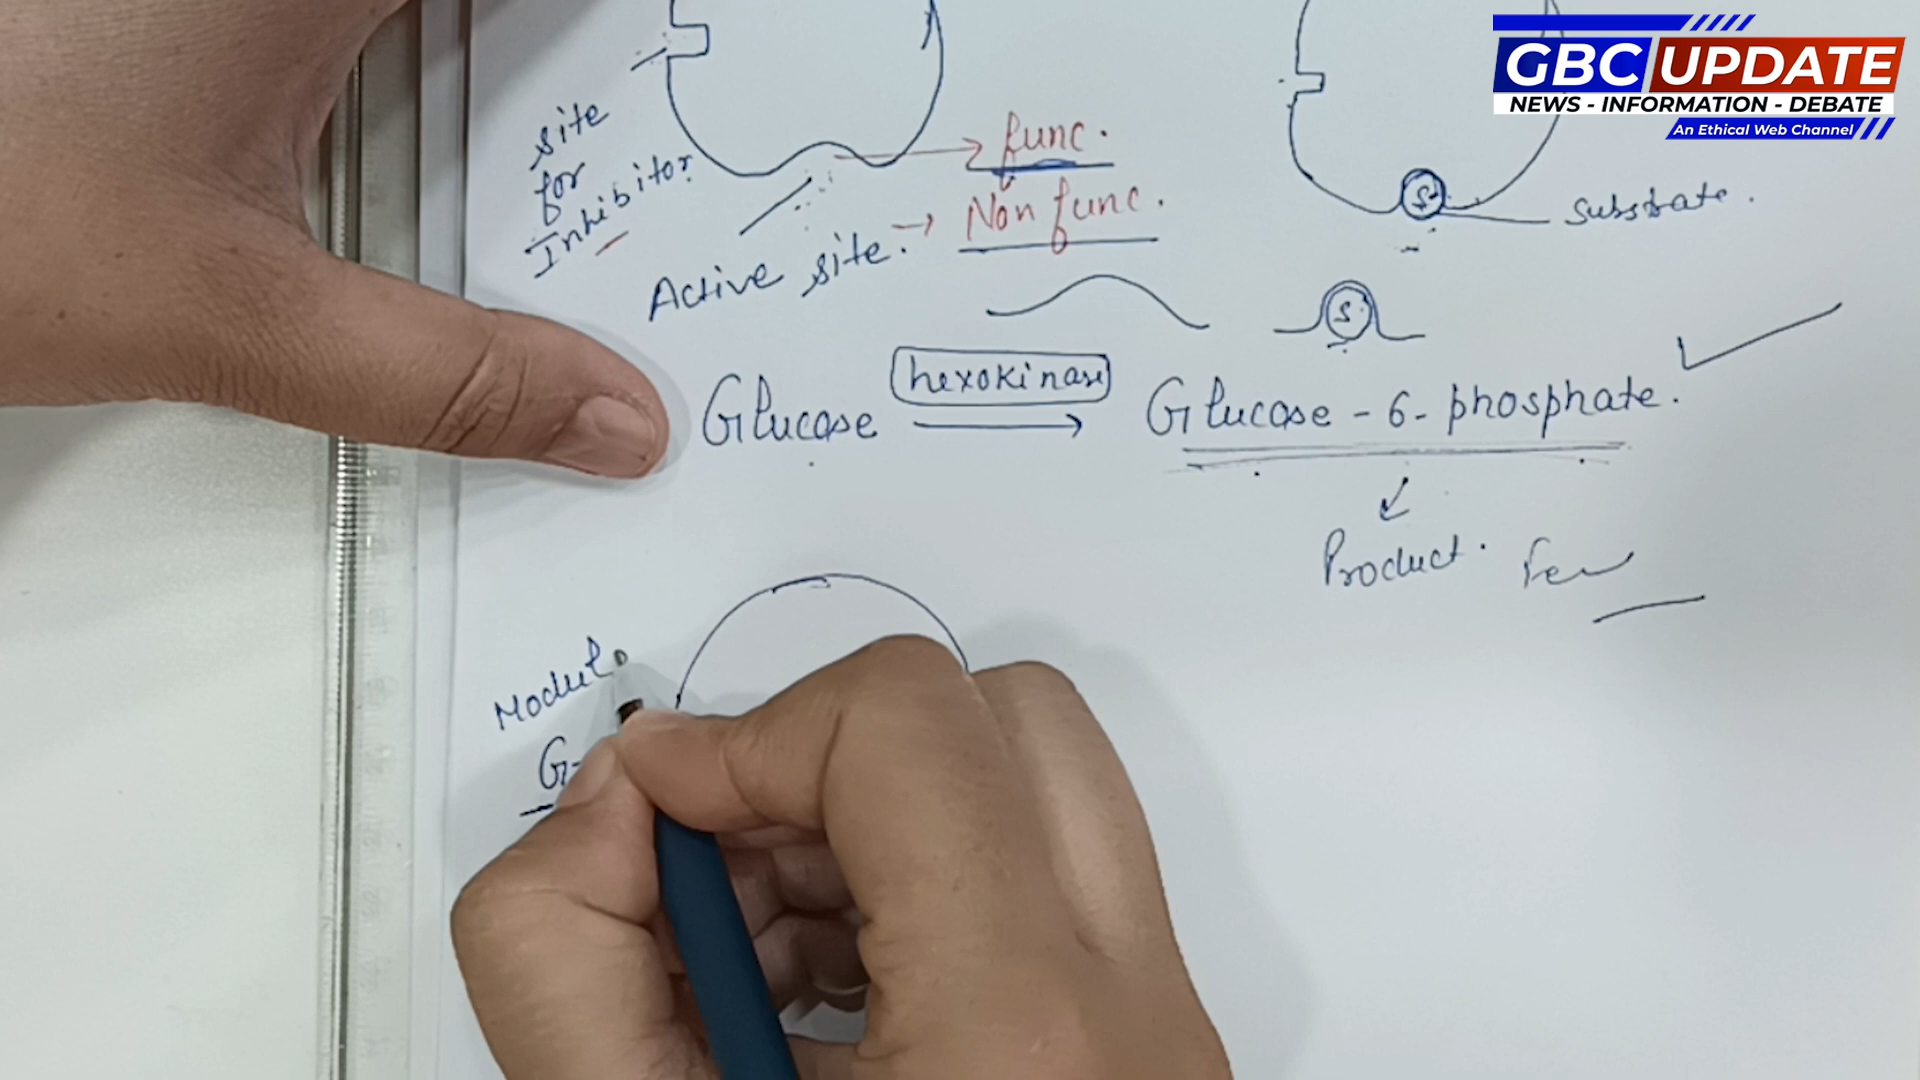 GBC UPDATE
NEWS - INFORMATION - DEBATE
An Ethical Web Channel
site
for
Inhibitor
func.
Non func.
Active site.
S
Substrate.
S
hexokinase
Glucose
Glucose - 6 - phosphate.
Product.
Few
Modul
G-